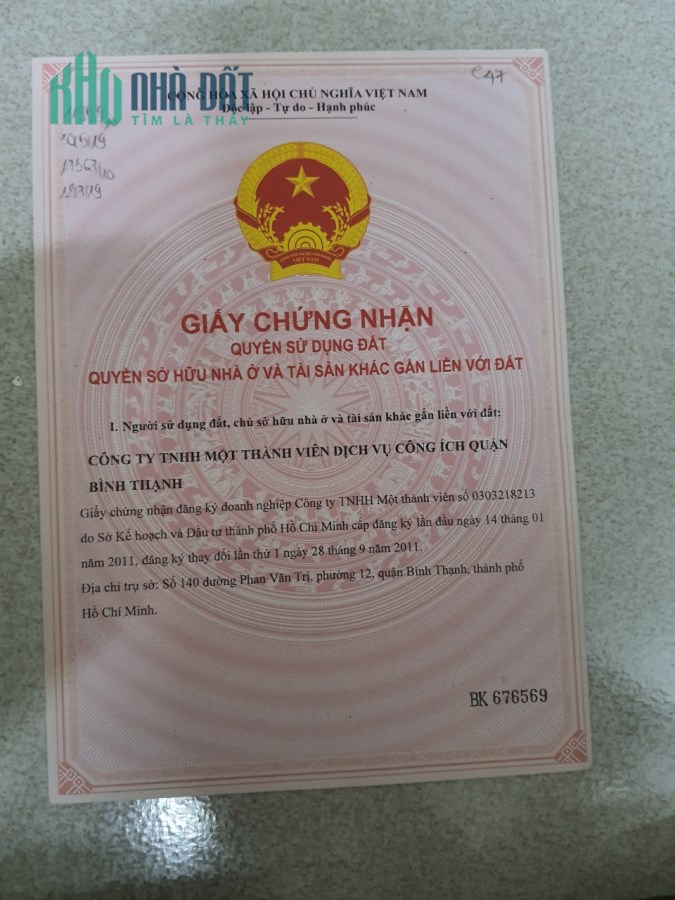 KHO NHÀ ĐẤT
TÌM LÀ THẤY
C47
CỘNG HÒA XÃ HỘI CHỦ NGHĨA VIỆT NAM
Độc lập - Tự do - Hạnh phúc
VIỆT NAM
GIẤY CHỨNG NHẬN
QUYỀN SỬ DỤNG ĐẤT
QUYỀN SỞ HỮU NHÀ Ở VÀ TÀI SẢN KHÁC GẮN LIỀN VỚI ĐẤT
I. Người sử dụng đất, chủ sở hữu nhà ở và tài sản khác gắn liền với đất:
CÔNG TY TNHH MỘT THÀNH VIÊN DỊCH VỤ CÔNG ÍCH QUẬN
BÌNH THẠNH
Giấy chứng nhận đăng ký doanh nghiệp Công ty TNHH Một thành viên số 0303218213
do Sở Kế hoạch và Đầu tư thành phố Hồ Chí Minh cấp đăng ký lần đầu ngày 14 tháng 01
năm 2011, đăng ký thay đổi lần thứ 1 ngày 28 tháng 9 năm 2011.
Địa chỉ trụ sở: Số 140 đường Phan Văn Trị, phường 12, quận Bình Thạnh, thành phố
Hồ Chí Minh.
BK 676569